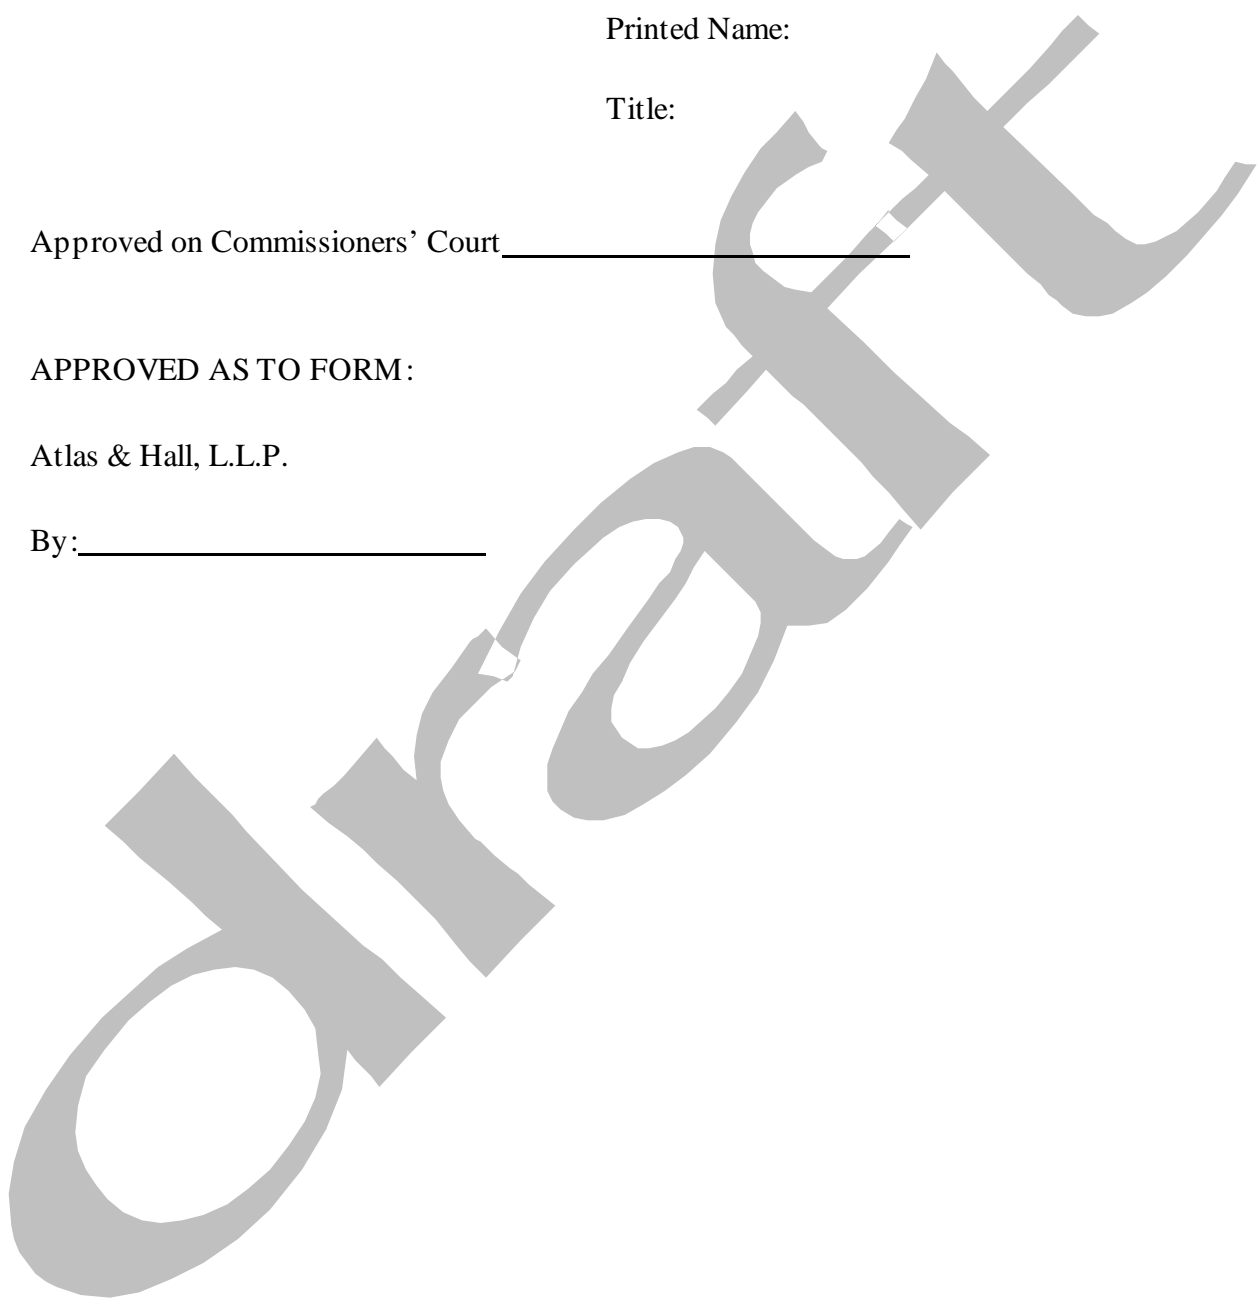 Printed Name:
Title:
Approved on Commissioners’ Court
APPROVED AS TO FORM:
Atlas & Hall, L.L.P.
By:
draft